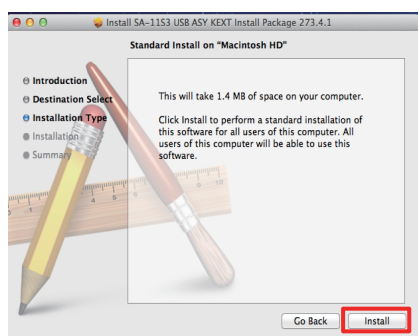 Install SA-11S3 USB ASY KEXT Install Package 273.4.1
Standard Install on "Macintosh HD"
Introduction
Destination Select
Installation Type
Installation
Summary
This will take 1.4 MB of space on your computer.
Click Install to perform a standard installation of
this software for all users of this computer. All
users of this computer will be able to use this
software.
Go Back
Install